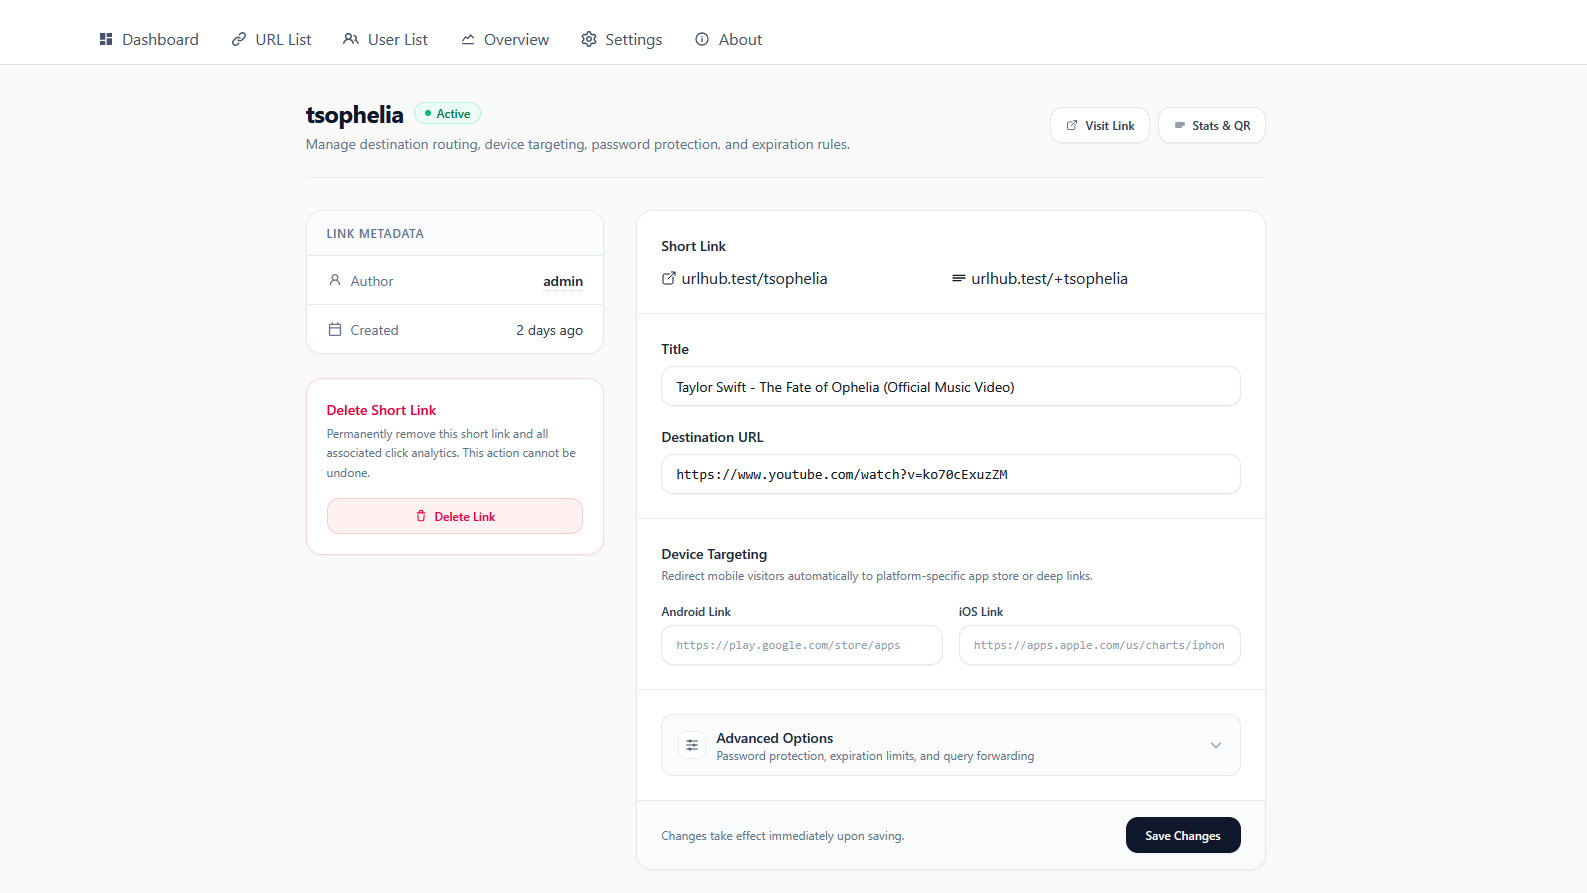 Dashboard
URL List
User List
Overview
Settings
About
tsophelia
Active
Manage destination routing, device targeting, password protection, and expiration rules.
Visit Link
Stats & QR
LINK METADATA
Author
admin
Created
2 days ago
Delete Short Link
Permanently remove this short link and all
associated click analytics. This action cannot be
undone.
Delete Link
Short Link
urlhub.test/tsophelia
urlhub.test/+tsophelia
Title
Taylor Swift - The Fate of Ophelia (Official Music Video)
Destination URL
https://www.youtube.com/watch?v=ko70cExuzZM
Device Targeting
Redirect mobile visitors automatically to platform-specific app store or deep links.
Android Link
iOS Link
https://play.google.com/store/apps
https://apps.apple.com/us/charts/iphon
Advanced Options
Password protection, expiration limits, and query forwarding
Changes take effect immediately upon saving.
Save Changes